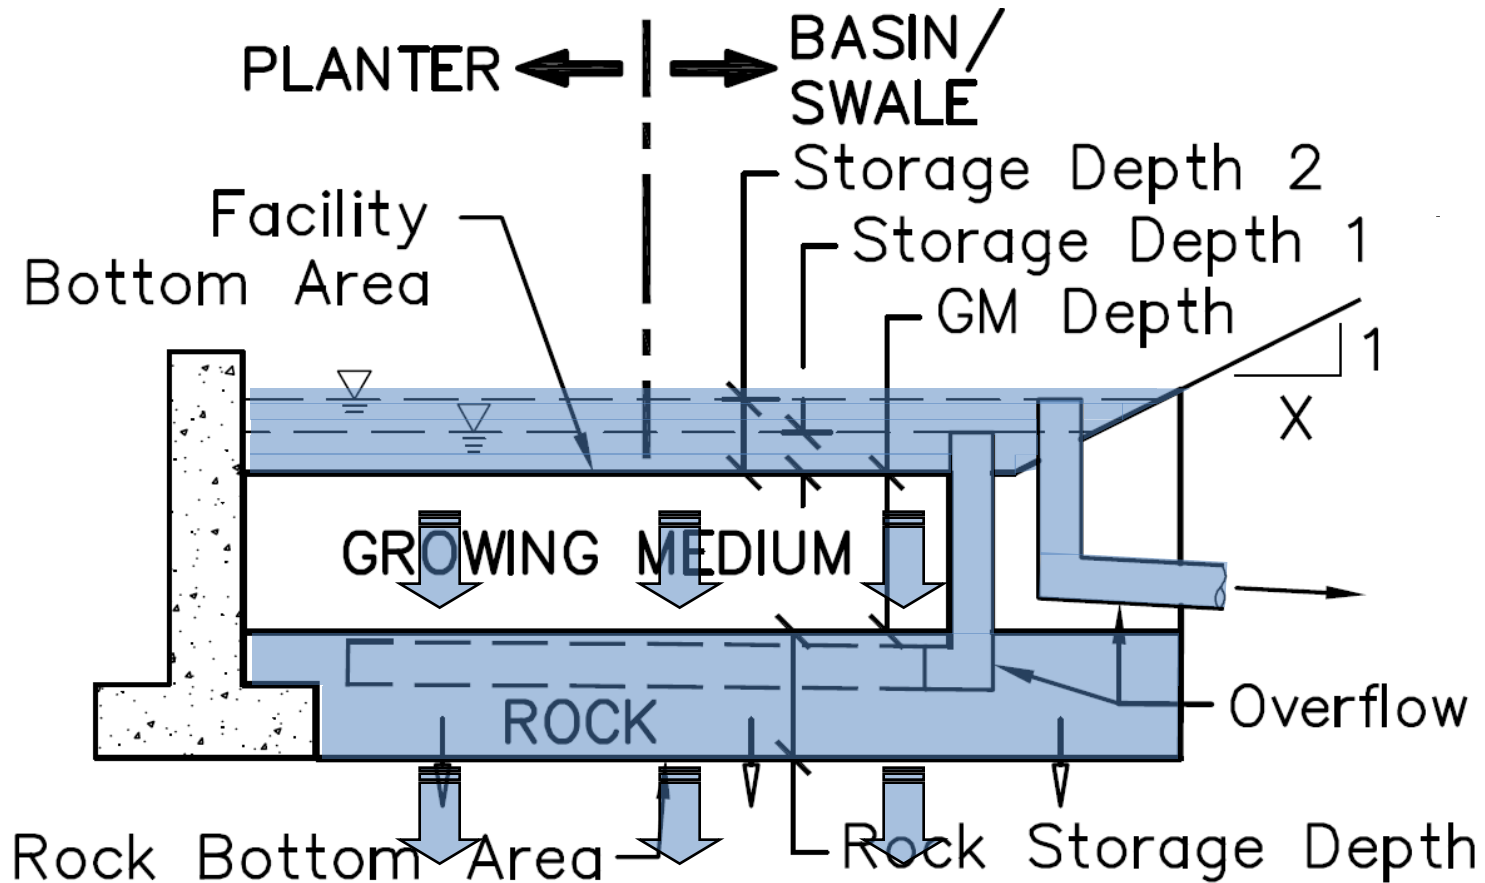 PLANTER
BASIN/
SWALE
Storage Depth 2
Facility
Bottom Area
Storage Depth 1
GM Depth
1
X
GROWING MEDIUM
ROCK
Overflow
Rock Bottom Area
Rock Storage Depth